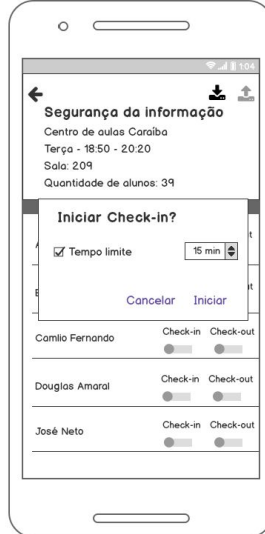 1:04
Segurança da informação
Centro de aulas Caraíba
Terça - 18:50 - 20:20
Sala: 209
Quantidade de alunos: 39
Iniciar Check-in?
Tempo limite 15 min
Cancelar Iniciar
Camlio Fernando Check-in Check-out
Douglas Amaral Check-in Check-out
José Neto Check-in Check-out